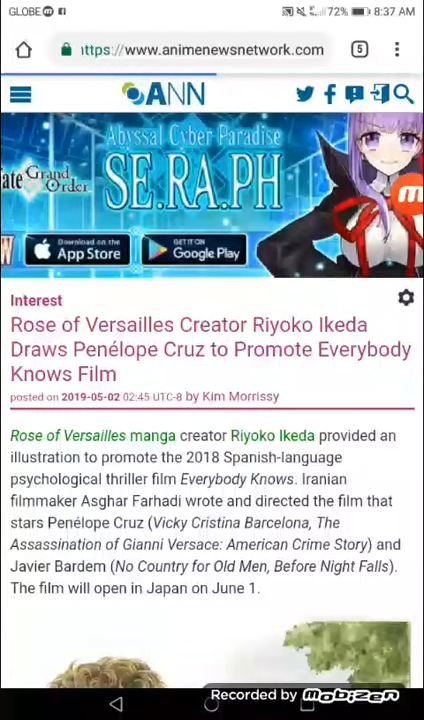 GLOBE 72% 8:37 AM
https://www.animenewsnetwork.com 5
ANN
Abyssal Cyber Paradise
SE.RA.PH
Fate Grand Order
Download on the App Store GET IT ON Google Play
Interest
Rose of Versailles Creator Riyoko Ikeda
Draws Penélope Cruz to Promote Everybody
Knows Film
posted on 2019-05-02 02:45 UTC-8 by Kim Morrissy
Rose of Versailles manga creator Riyoko Ikeda provided an
illustration to promote the 2018 Spanish-language
psychological thriller film Everybody Knows. Iranian
filmmaker Asghar Farhadi wrote and directed the film that
stars Penélope Cruz (Vicky Cristina Barcelona, The
Assassination of Gianni Versace: American Crime Story) and
Javier Bardem (No Country for Old Men, Before Night Falls).
The film will open in Japan on June 1.
Recorded by mobizen